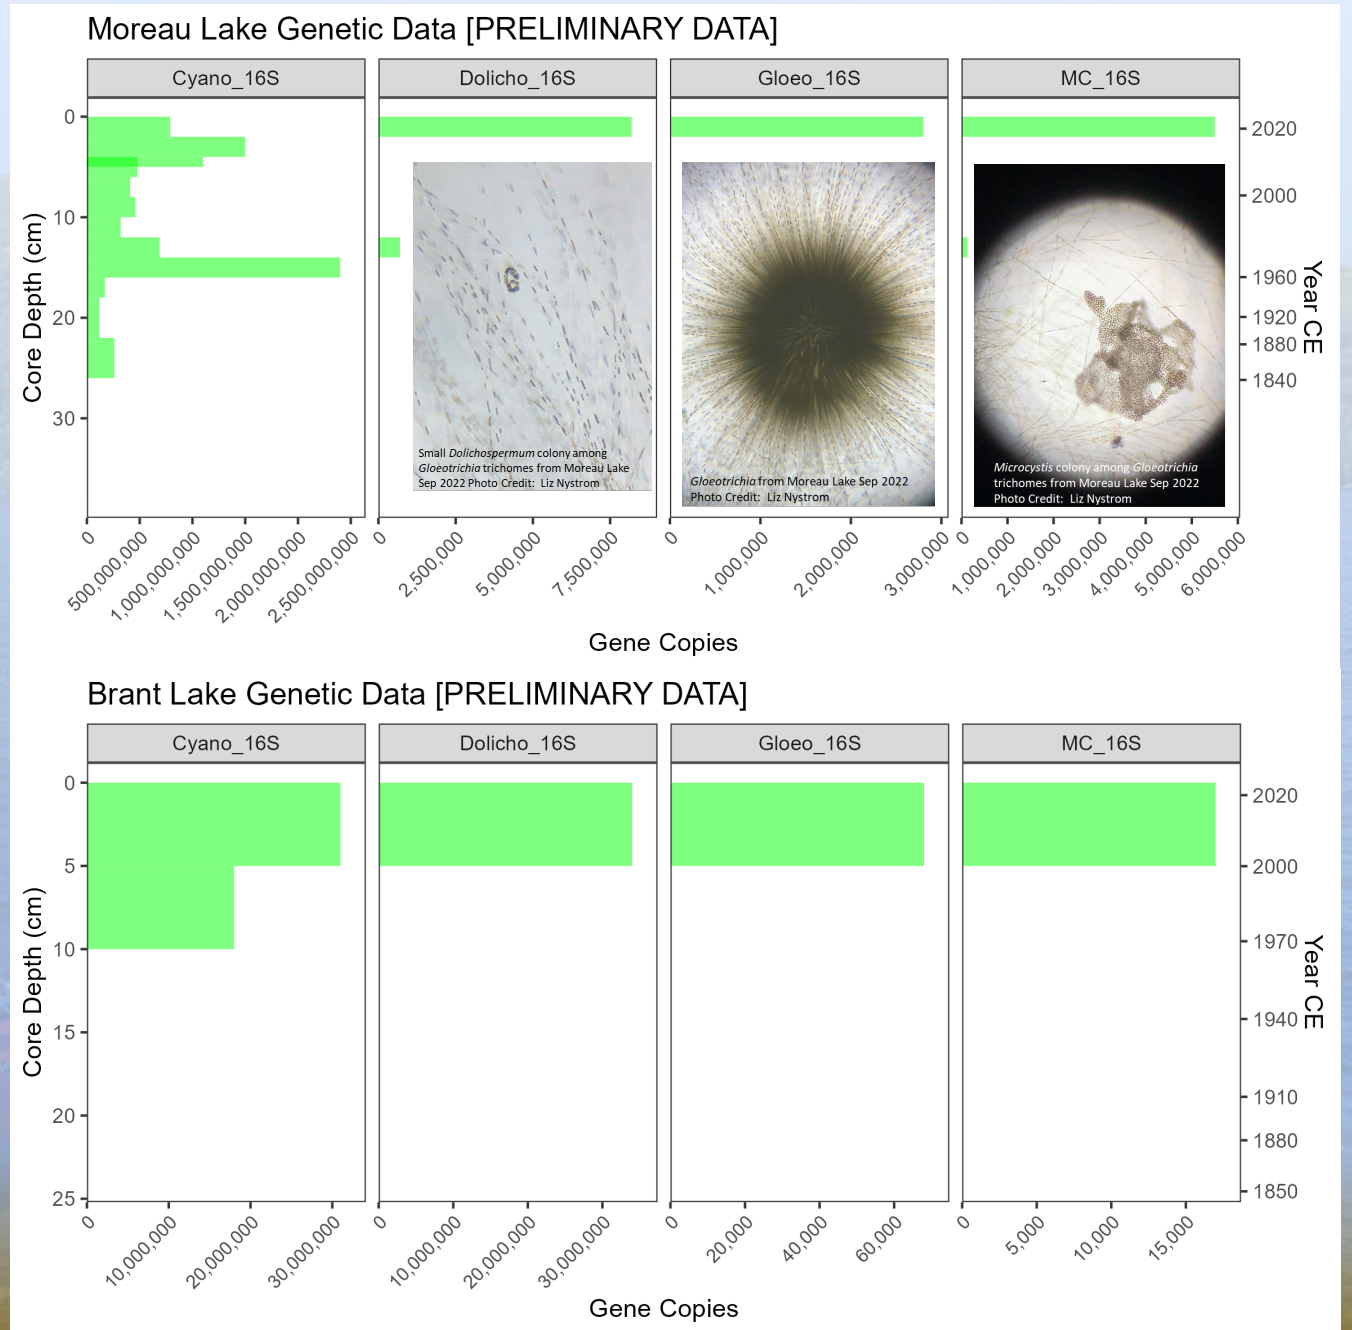 Moreau Lake Genetic Data [PRELIMINARY DATA]
Cyano_16S
Dolicho_16S
Gloeo_16S
MC_16S
Core Depth (cm)
0
10
20
30
2020
2000
1960
1920
1880
1840
Year CE
Small Dolichospermum colony among
Gloeotrichia trichomes from Moreau Lake
Sep 2022 Photo Credit: Liz Nystrom
Gloeotrichia from Moreau Lake Sep 2022
Photo Credit: Liz Nystrom
Microcystis colony among Gloeotrichia
trichomes from Moreau Lake Sep 2022
Photo Credit: Liz Nystrom
0
500,000,000
1,000,000,000
1,500,000,000
2,000,000,000
2,500,000,000
0
2,500,000
5,000,000
7,500,000
0
1,000,000
2,000,000
3,000,000
0
1,000,000
2,000,000
3,000,000
4,000,000
5,000,000
6,000,000
Gene Copies
Brant Lake Genetic Data [PRELIMINARY DATA]
Cyano_16S
Dolicho_16S
Gloeo_16S
MC_16S
Core Depth (cm)
0
5
10
15
20
25
2020
2000
1970
1940
1910
1880
1850
Year CE
0
10,000,000
20,000,000
30,000,000
0
10,000,000
20,000,000
30,000,000
0
20,000
40,000
60,000
0
5,000
10,000
15,000
Gene Copies